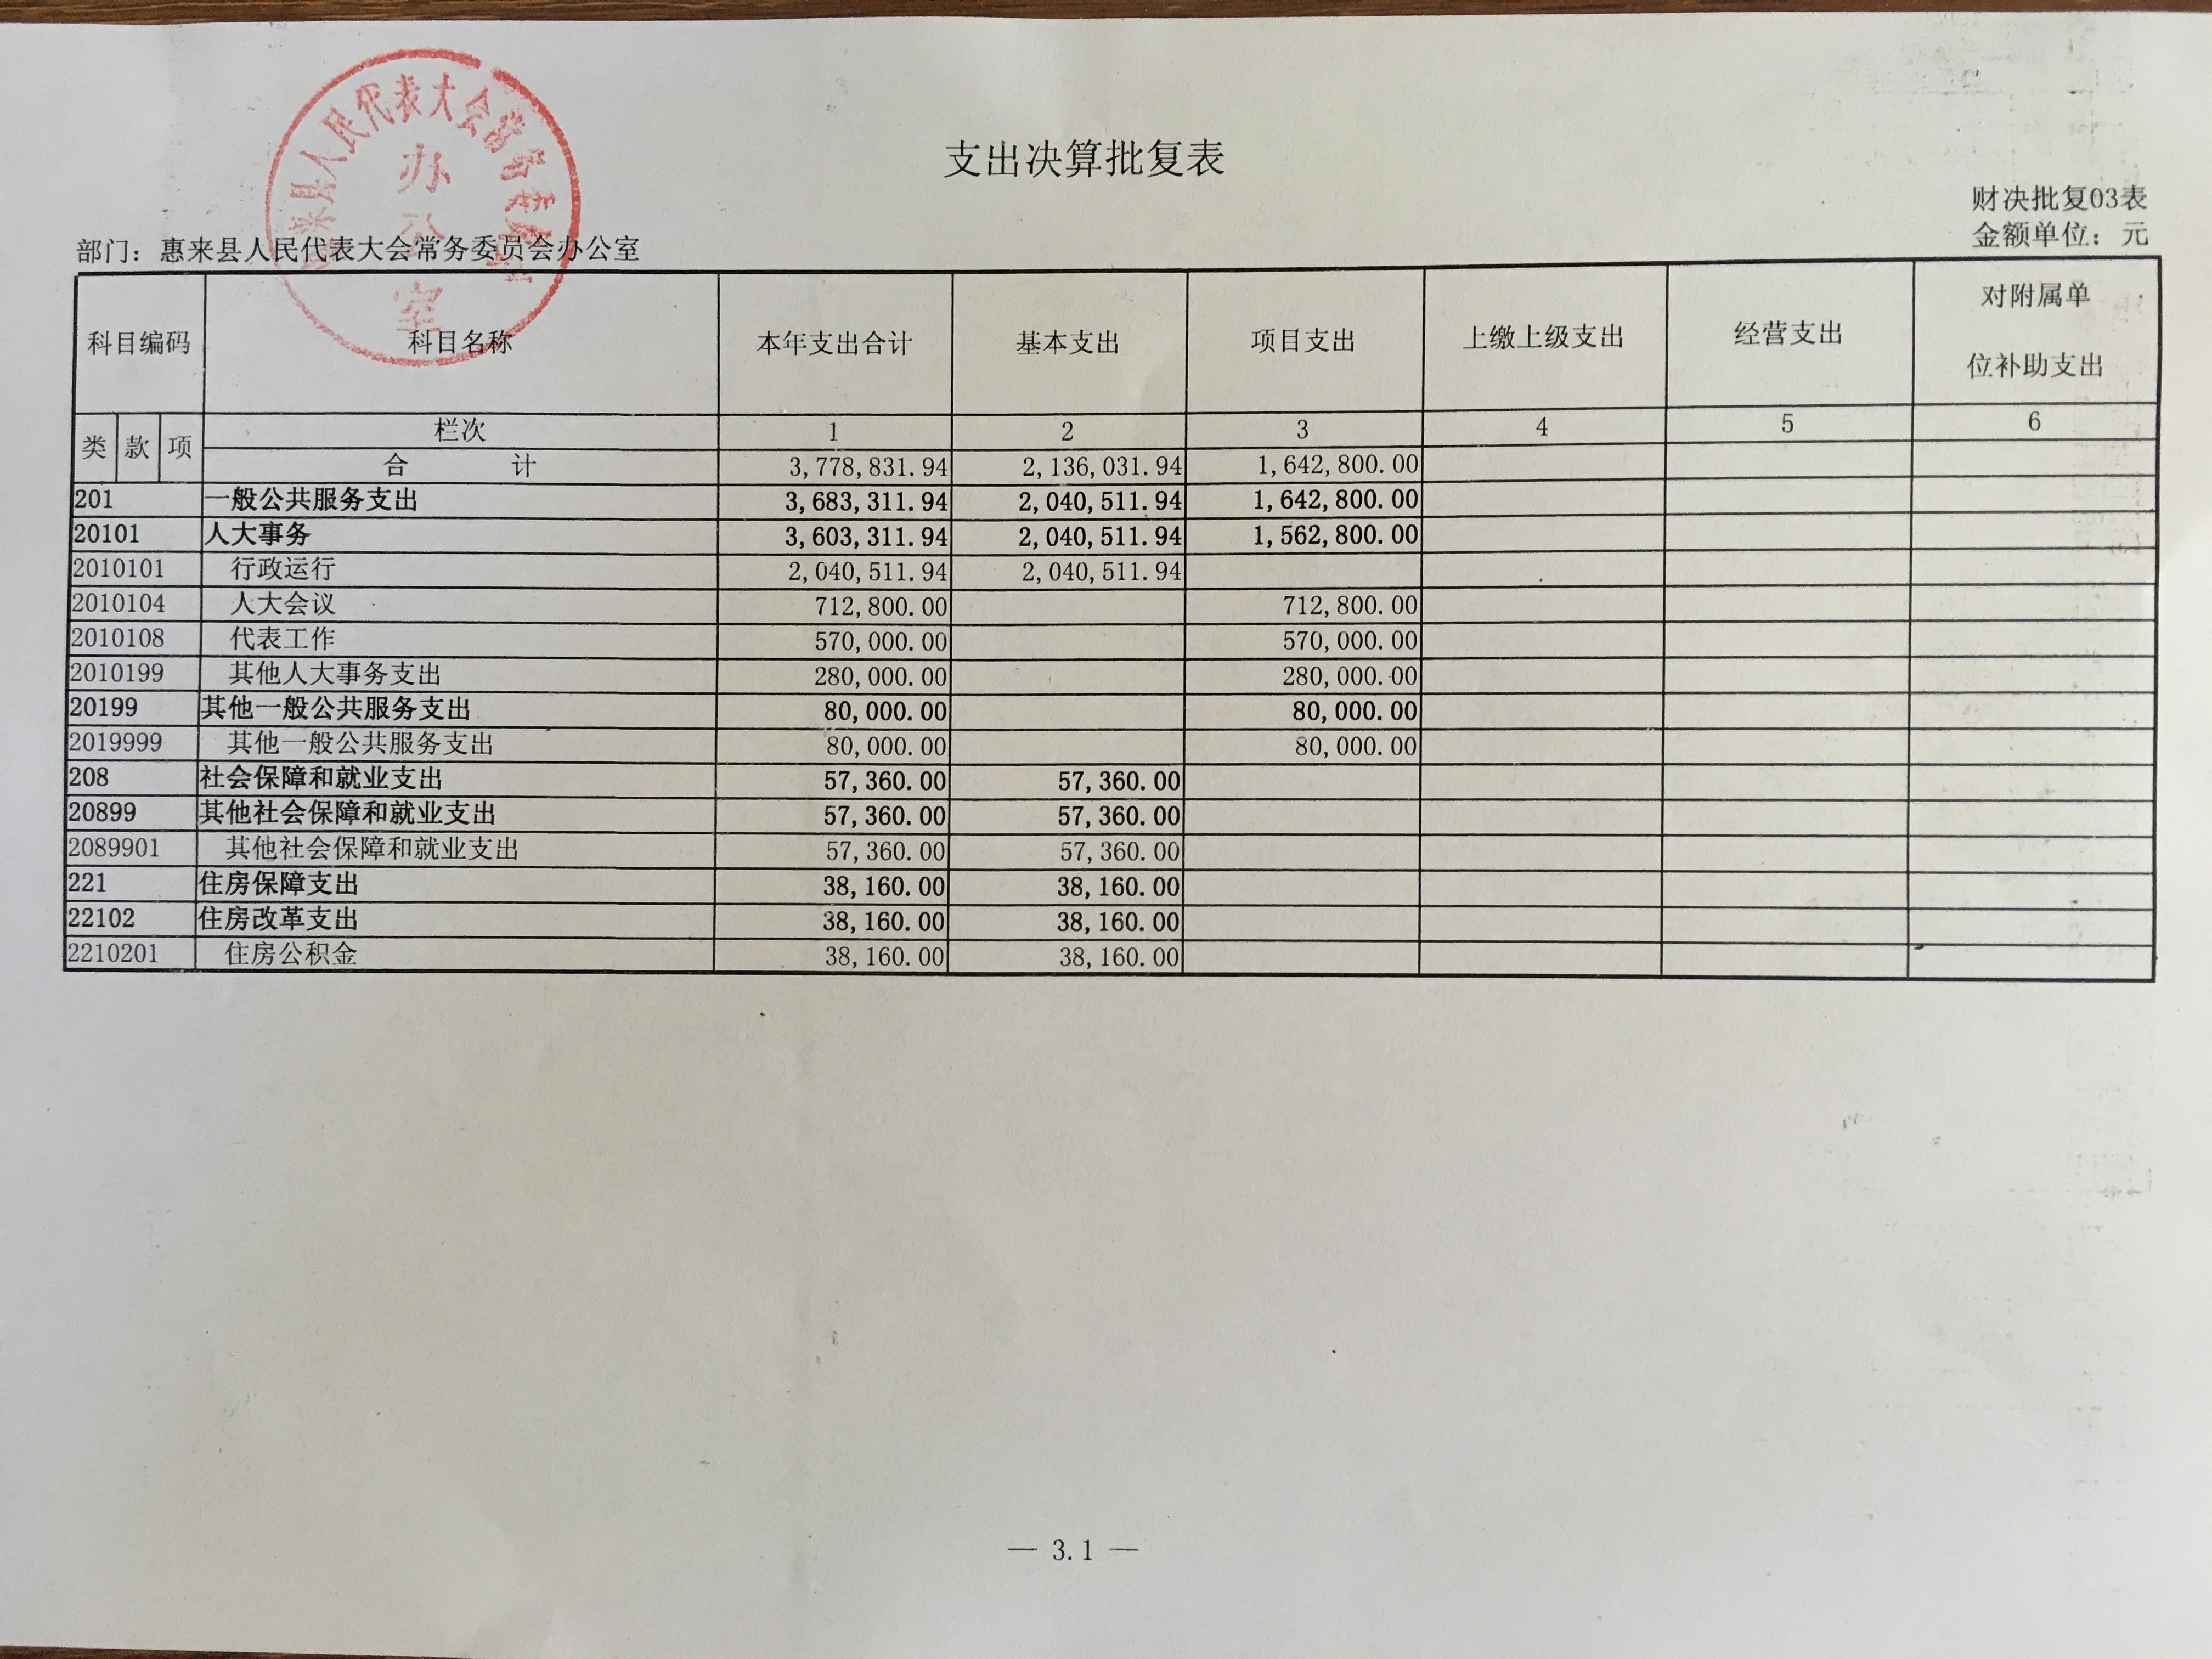 支出决算批复表
财决批复03表
部门：惠来县人民代表大会常务委员会办公室 金额单位：元
科目编码 科目名称 本年支出合计 基本支出 项目支出 上缴上级支出 经营支出 对附属单位补助支出
类 款 项 栏次 1 2 3 4 5 6
合计 3,778,831.94 2,136,031.94 1,642,800.00
201 一般公共服务支出 3,683,311.94 2,040,511.94 1,642,800.00
20101 人大事务 3,603,311.94 2,040,511.94 1,562,800.00
2010101 行政运行 2,040,511.94 2,040,511.94
2010104 人大会议 712,800.00 712,800.00
2010108 代表工作 570,000.00 570,000.00
2010199 其他人大事务支出 280,000.00 280,000.00
20199 其他一般公共服务支出 80,000.00 80,000.00
2019999 其他一般公共服务支出 80,000.00 80,000.00
208 社会保障和就业支出 57,360.00 57,360.00
20899 其他社会保障和就业支出 57,360.00 57,360.00
2089901 其他社会保障和就业支出 57,360.00 57,360.00
221 住房保障支出 38,160.00 38,160.00
22102 住房改革支出 38,160.00 38,160.00
2210201 住房公积金 38,160.00 38,160.00
— 3.1 —
来县人民代表大会常务委
办公室